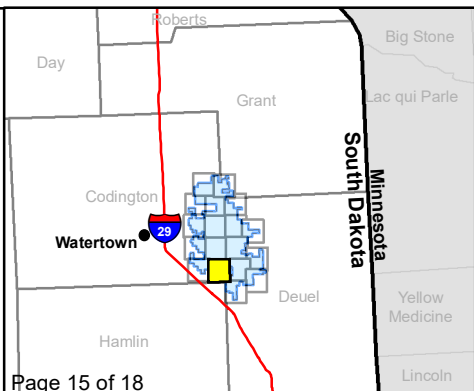 Roberts
Big Stone
Day
Grant
Lac qui Parle
South Dakota
Minnesota
Codington
29
Watertown
Deuel
Yellow
Medicine
Hamlin
Lincoln
Page 15 of 18